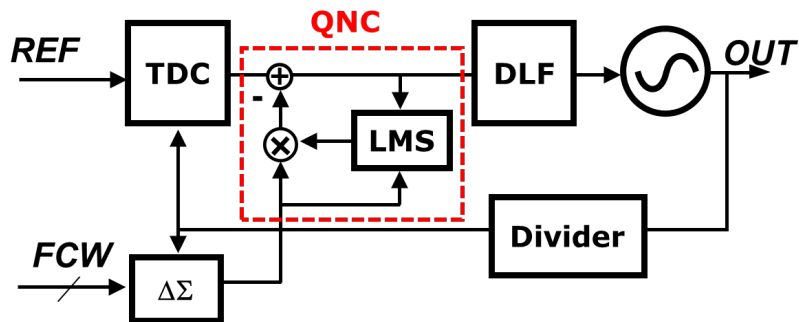 QNC
REF
TDC
+
-
DLF
OUT
×
LMS
Divider
FCW
ΔΣ